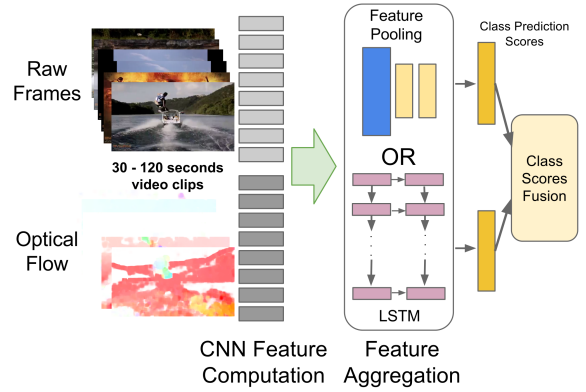 Raw
Frames
30 - 120 seconds
video clips
Optical
Flow
CNN Feature
Computation
Feature
Pooling
OR
LSTM
Feature
Aggregation
Class Prediction
Scores
Class
Scores
Fusion